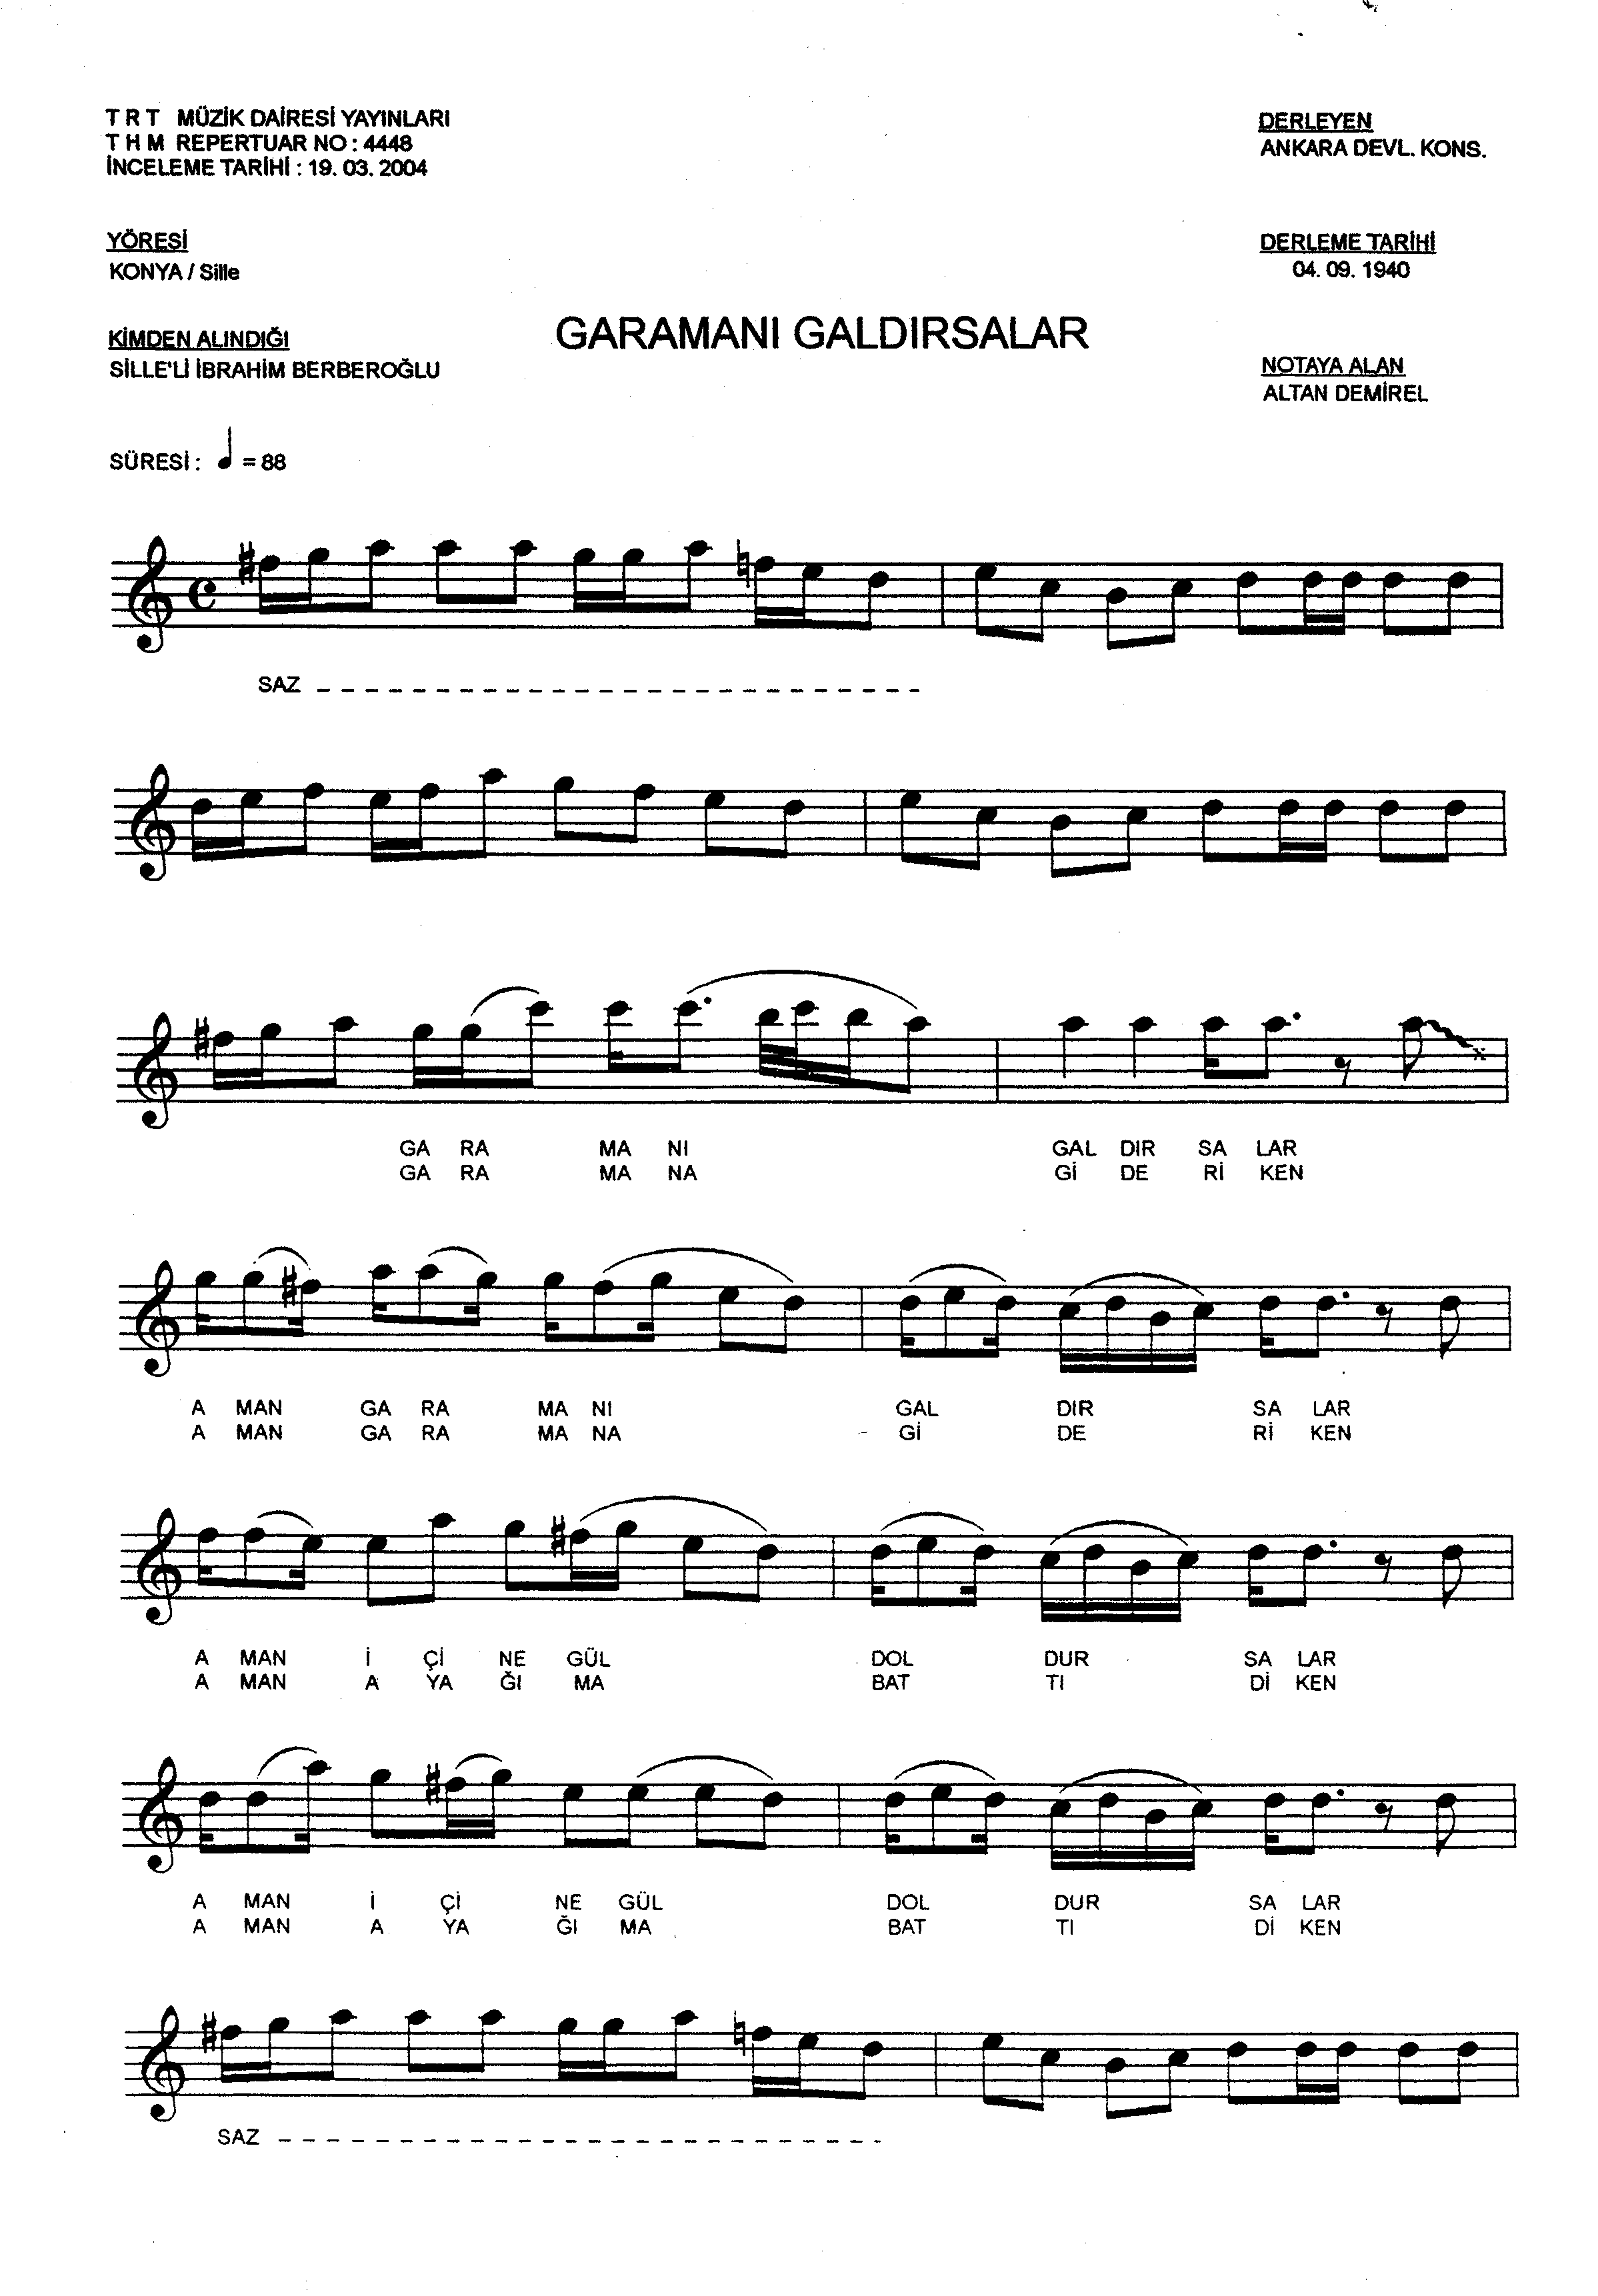 T R T MÜZİK DAİRESİ YAYINLARI
T H M REPERTUAR NO : 4448
İNCELEME TARİHİ : 19. 03. 2004
DERLEYEN
ANKARA DEVL. KONS.
YÖRESİ
KONYA / Sille
DERLEME TARİHİ
04. 09. 1940
KİMDEN ALINDIĞI
SİLLE'Lİ İBRAHİM BERBEROĞLU
GARAMANI GALDIRSALAR
NOTAYA ALAN
ALTAN DEMİREL
SÜRESİ : ♩ = 88
SAZ
GA RA MA NI GAL DIR SA LAR
GA RA MA NA Gİ DE Rİ KEN
A MAN GA RA MA NI GAL DIR SA LAR
A MAN GA RA MA NA Gİ DE Rİ KEN
A MAN İ Çİ NE GÜL DOL DUR SA LAR
A MAN A YA ĞI MA BAT TI Dİ KEN
A MAN İ Çİ NE GÜL DOL DUR SA LAR
A MAN A YA ĞI MA BAT TI Dİ KEN
SAZ